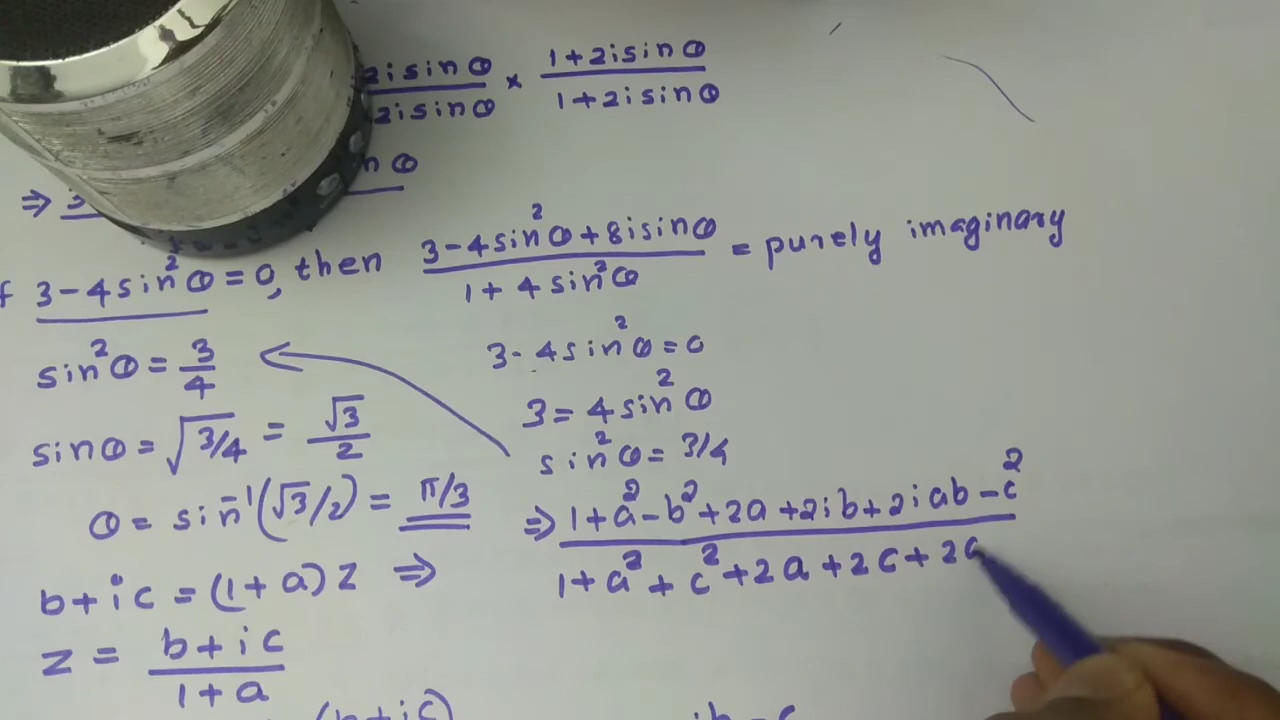 2isinθ/2isinθ × 1+2isinθ/1+2isinθ
⇒
3-4sin²θ=0, then 3-4sin²θ+8isinθ/1+4sin²θ = purely imaginary
sin²θ = 3/4
sinθ = √3/4 = √3/2
θ = sin⁻¹(√3/2) = π/3
b+ic = (1+a)z ⇒
z = b+ic/1+a
(b+ic)
3-4sin²θ=0
3=4sin²θ
sin²θ=3/4
⇒ 1+a²-b²+2a+2ib+2iab-c²/1+a²+c²+2a+2c+2
ib-c